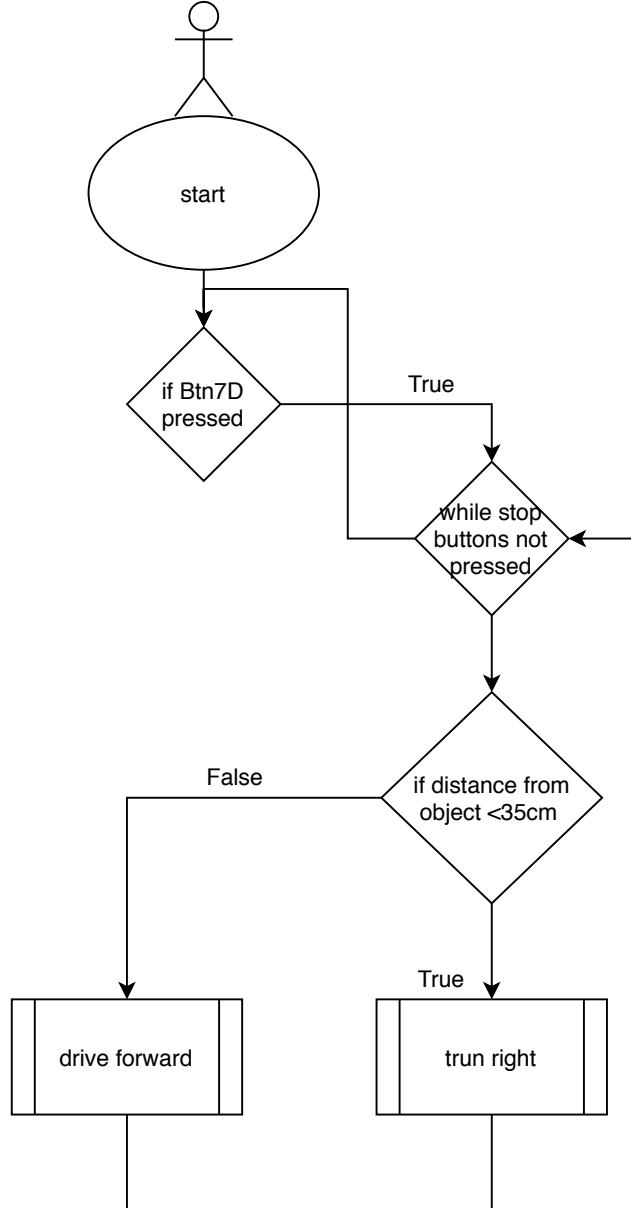 start
if Btn7D
pressed
True
while stop
buttons not
pressed
if distance from
object <35cm
False
True
drive forward
trun right